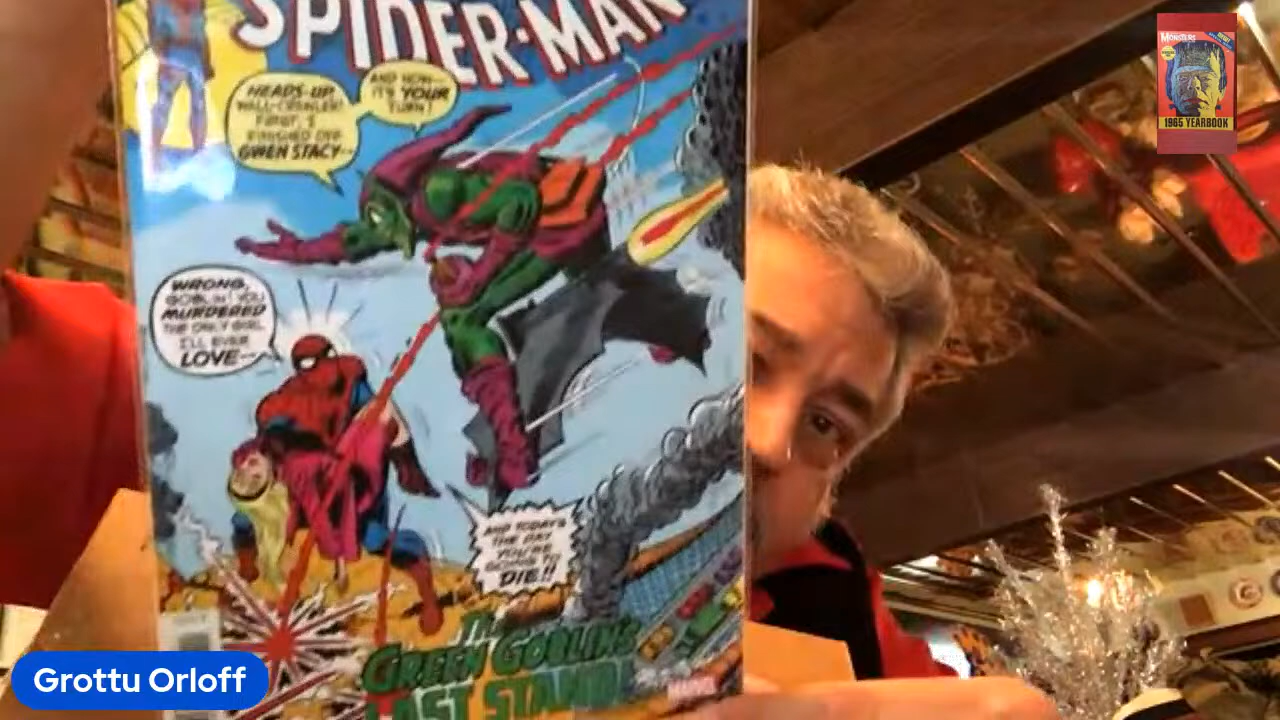 SPIDER-MAN
HEADS-UP,
WALL-CRAWLER!
FIRST, I
FINISHED OFF
GWEN STACY--
AND NOW--
IT'S YOUR
TURN!
WRONG,
GOBLIN! YOU
MURDERED
THE ONLY GIRL
I'LL EVER
LOVE--
AND TODAY'S
THE DAY
YOU'RE
GOING TO
DIE!!
The
GREEN GOBLIN'S
LAST STAND!
MARVEL
MONSTERS
1965 YEARBOOK
Grottu Orloff